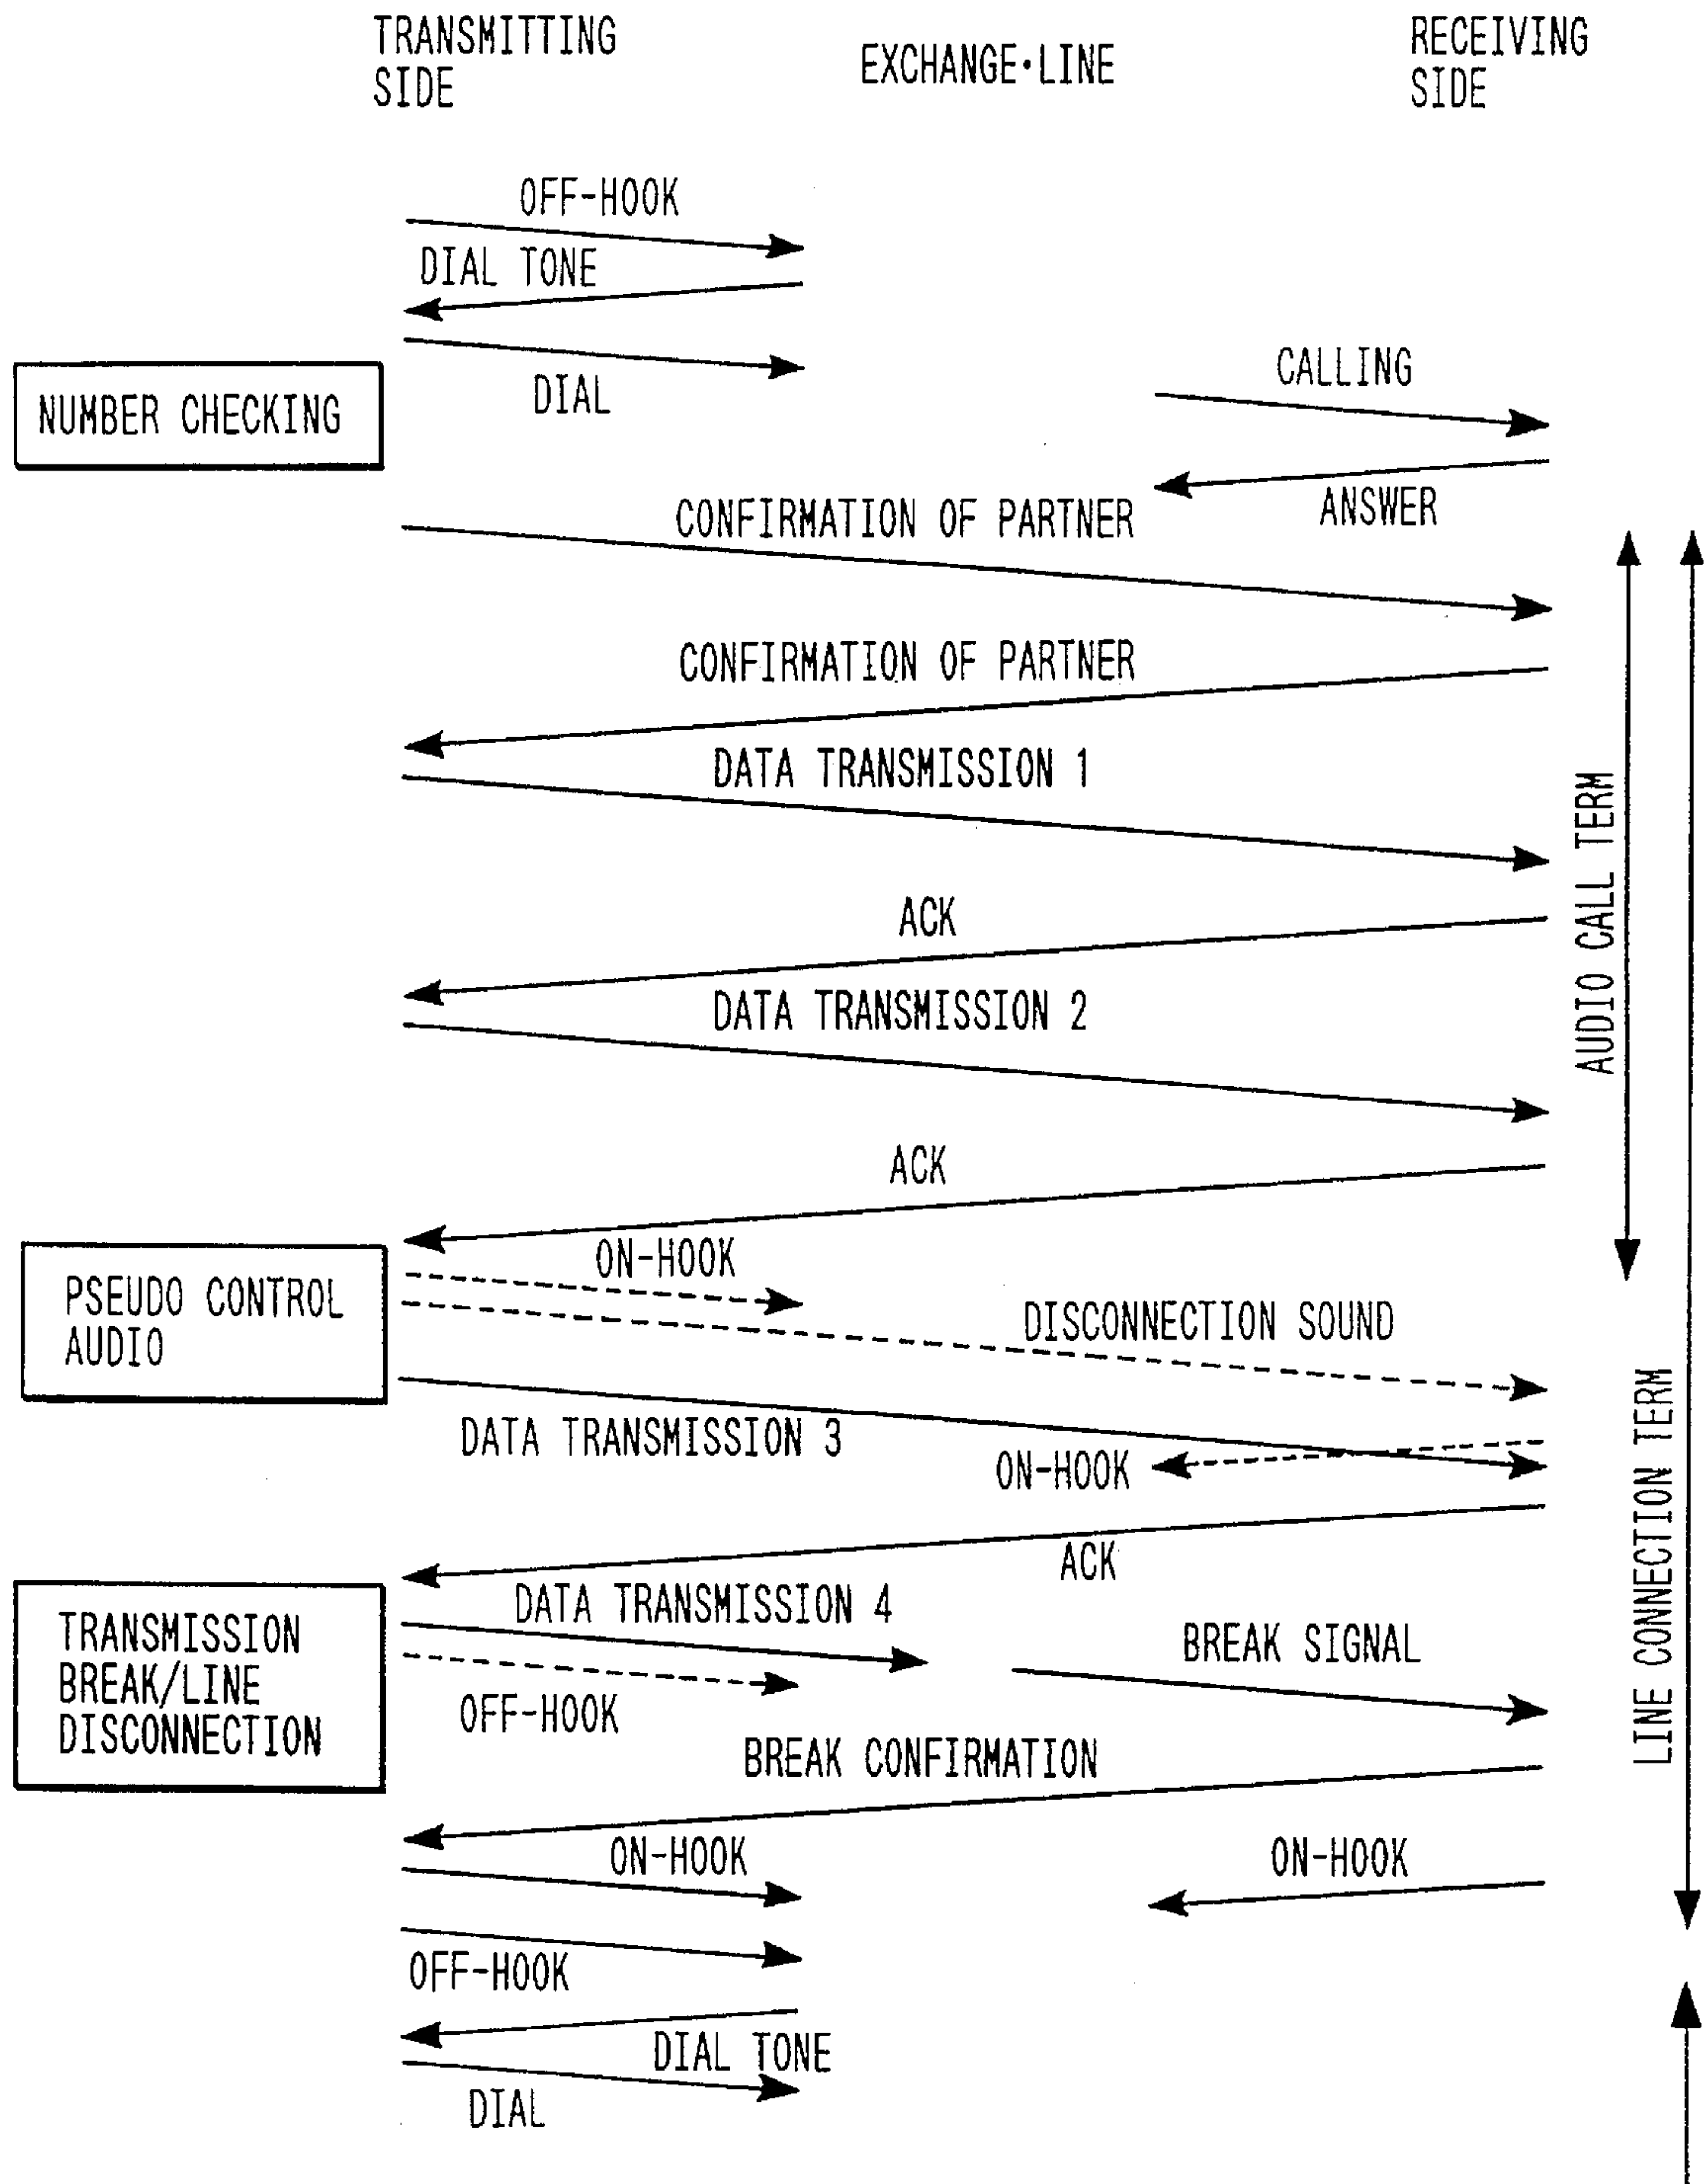 TRANSMITTING
SIDE
EXCHANGE·LINE
RECEIVING
SIDE
OFF-HOOK
DIAL TONE
DIAL
NUMBER CHECKING
CALLING
ANSWER
CONFIRMATION OF PARTNER
CONFIRMATION OF PARTNER
DATA TRANSMISSION 1
ACK
DATA TRANSMISSION 2
AUDIO CALL TERM
ACK
ON-HOOK
PSEUDO CONTROL
AUDIO
DISCONNECTION SOUND
DATA TRANSMISSION 3
ON-HOOK
ACK
LINE CONNECTION TERM
DATA TRANSMISSION 4
TRANSMISSION
BREAK/LINE
DISCONNECTION
BREAK SIGNAL
OFF-HOOK
BREAK CONFIRMATION
ON-HOOK
ON-HOOK
OFF-HOOK
DIAL TONE
DIAL